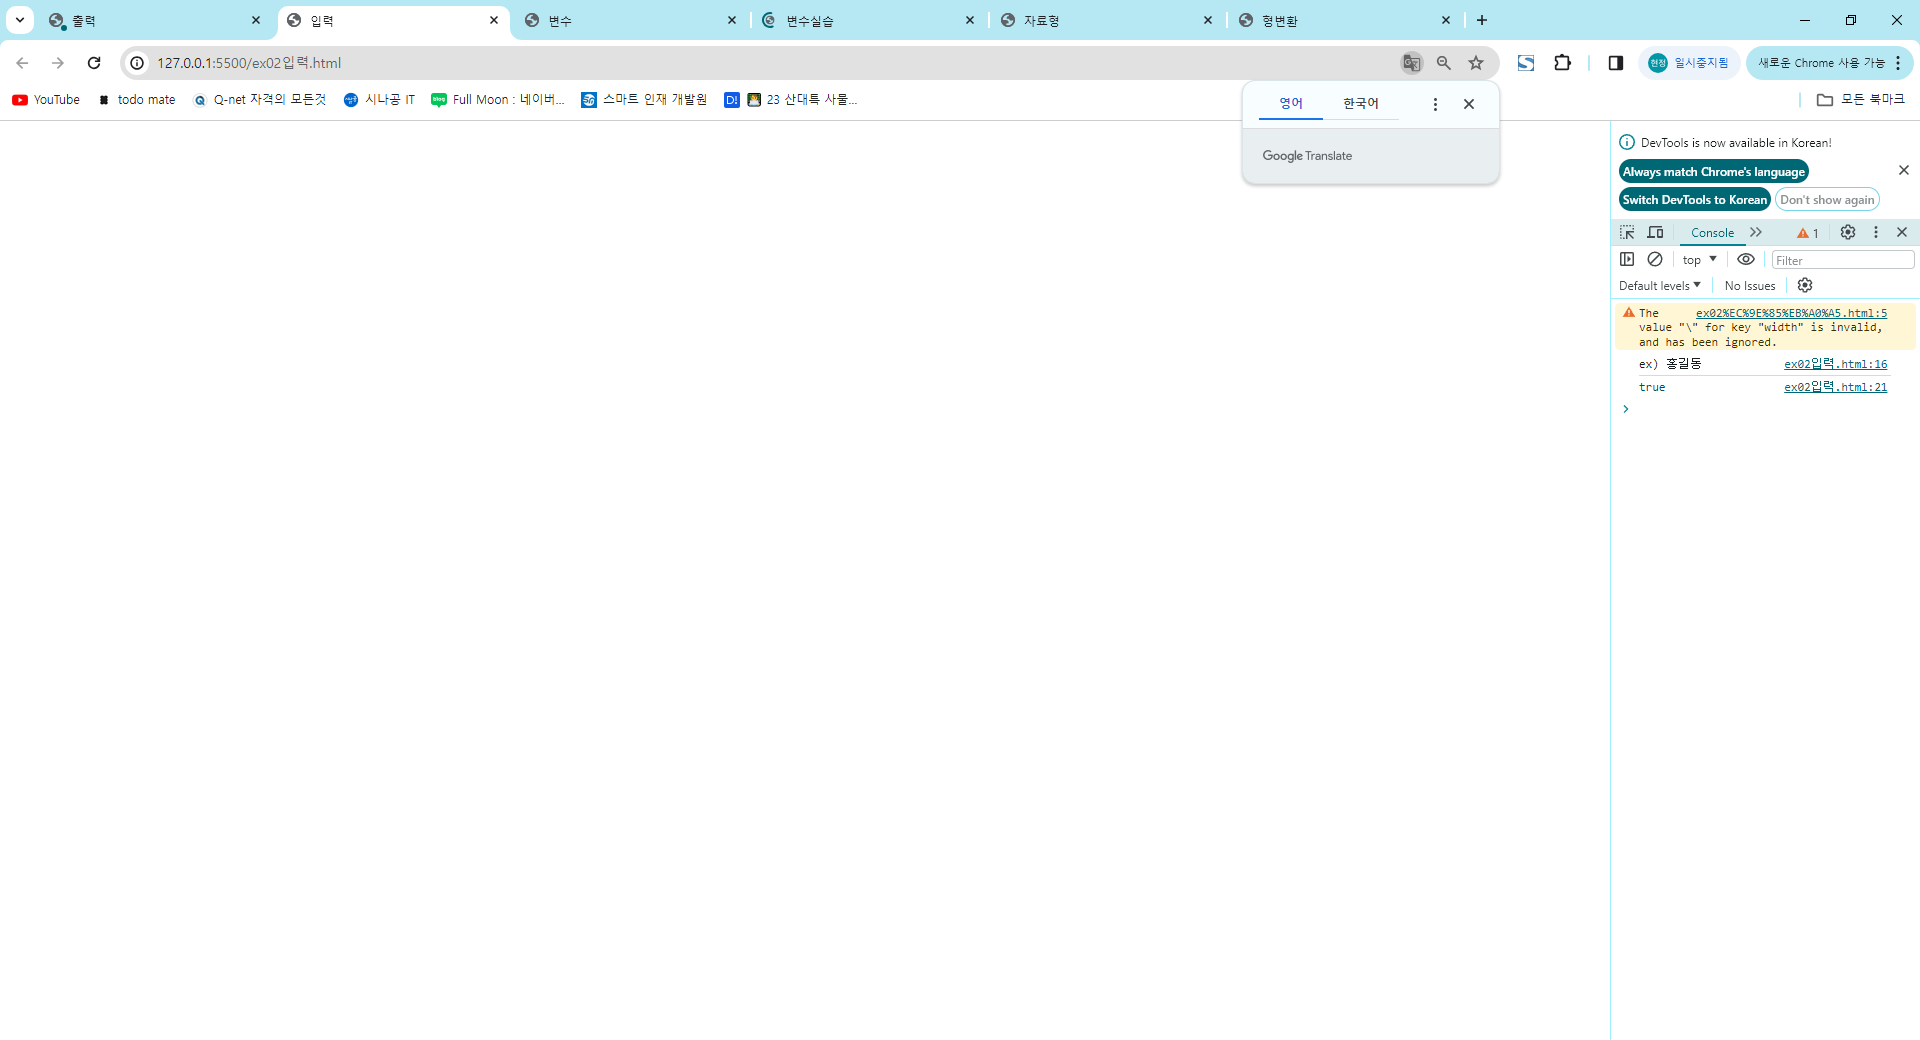 출력
입력
변수
변수실습
자료형
형변환
127.0.0.1:5500/ex02입력.html
현정
일시중지됨
새로운 Chrome 사용 가능
YouTube
todo mate
Q-net 자격의 모든것
시나공 IT
Full Moon : 네이버...
스마트 인재 개발원
23 산대특 사물...
모든 북마크
영어
한국어
Google Translate
DevTools is now available in Korean!
Always match Chrome's language
Switch DevTools to Korean
Don't show again
Console
1
top
Filter
Default levels
No Issues
The ex02%EC%9E%85%EB%A0%A5.html:5
value "\" for key "width" is invalid,
and has been ignored.
ex) 홍길동 ex02입력.html:16
true ex02입력.html:21